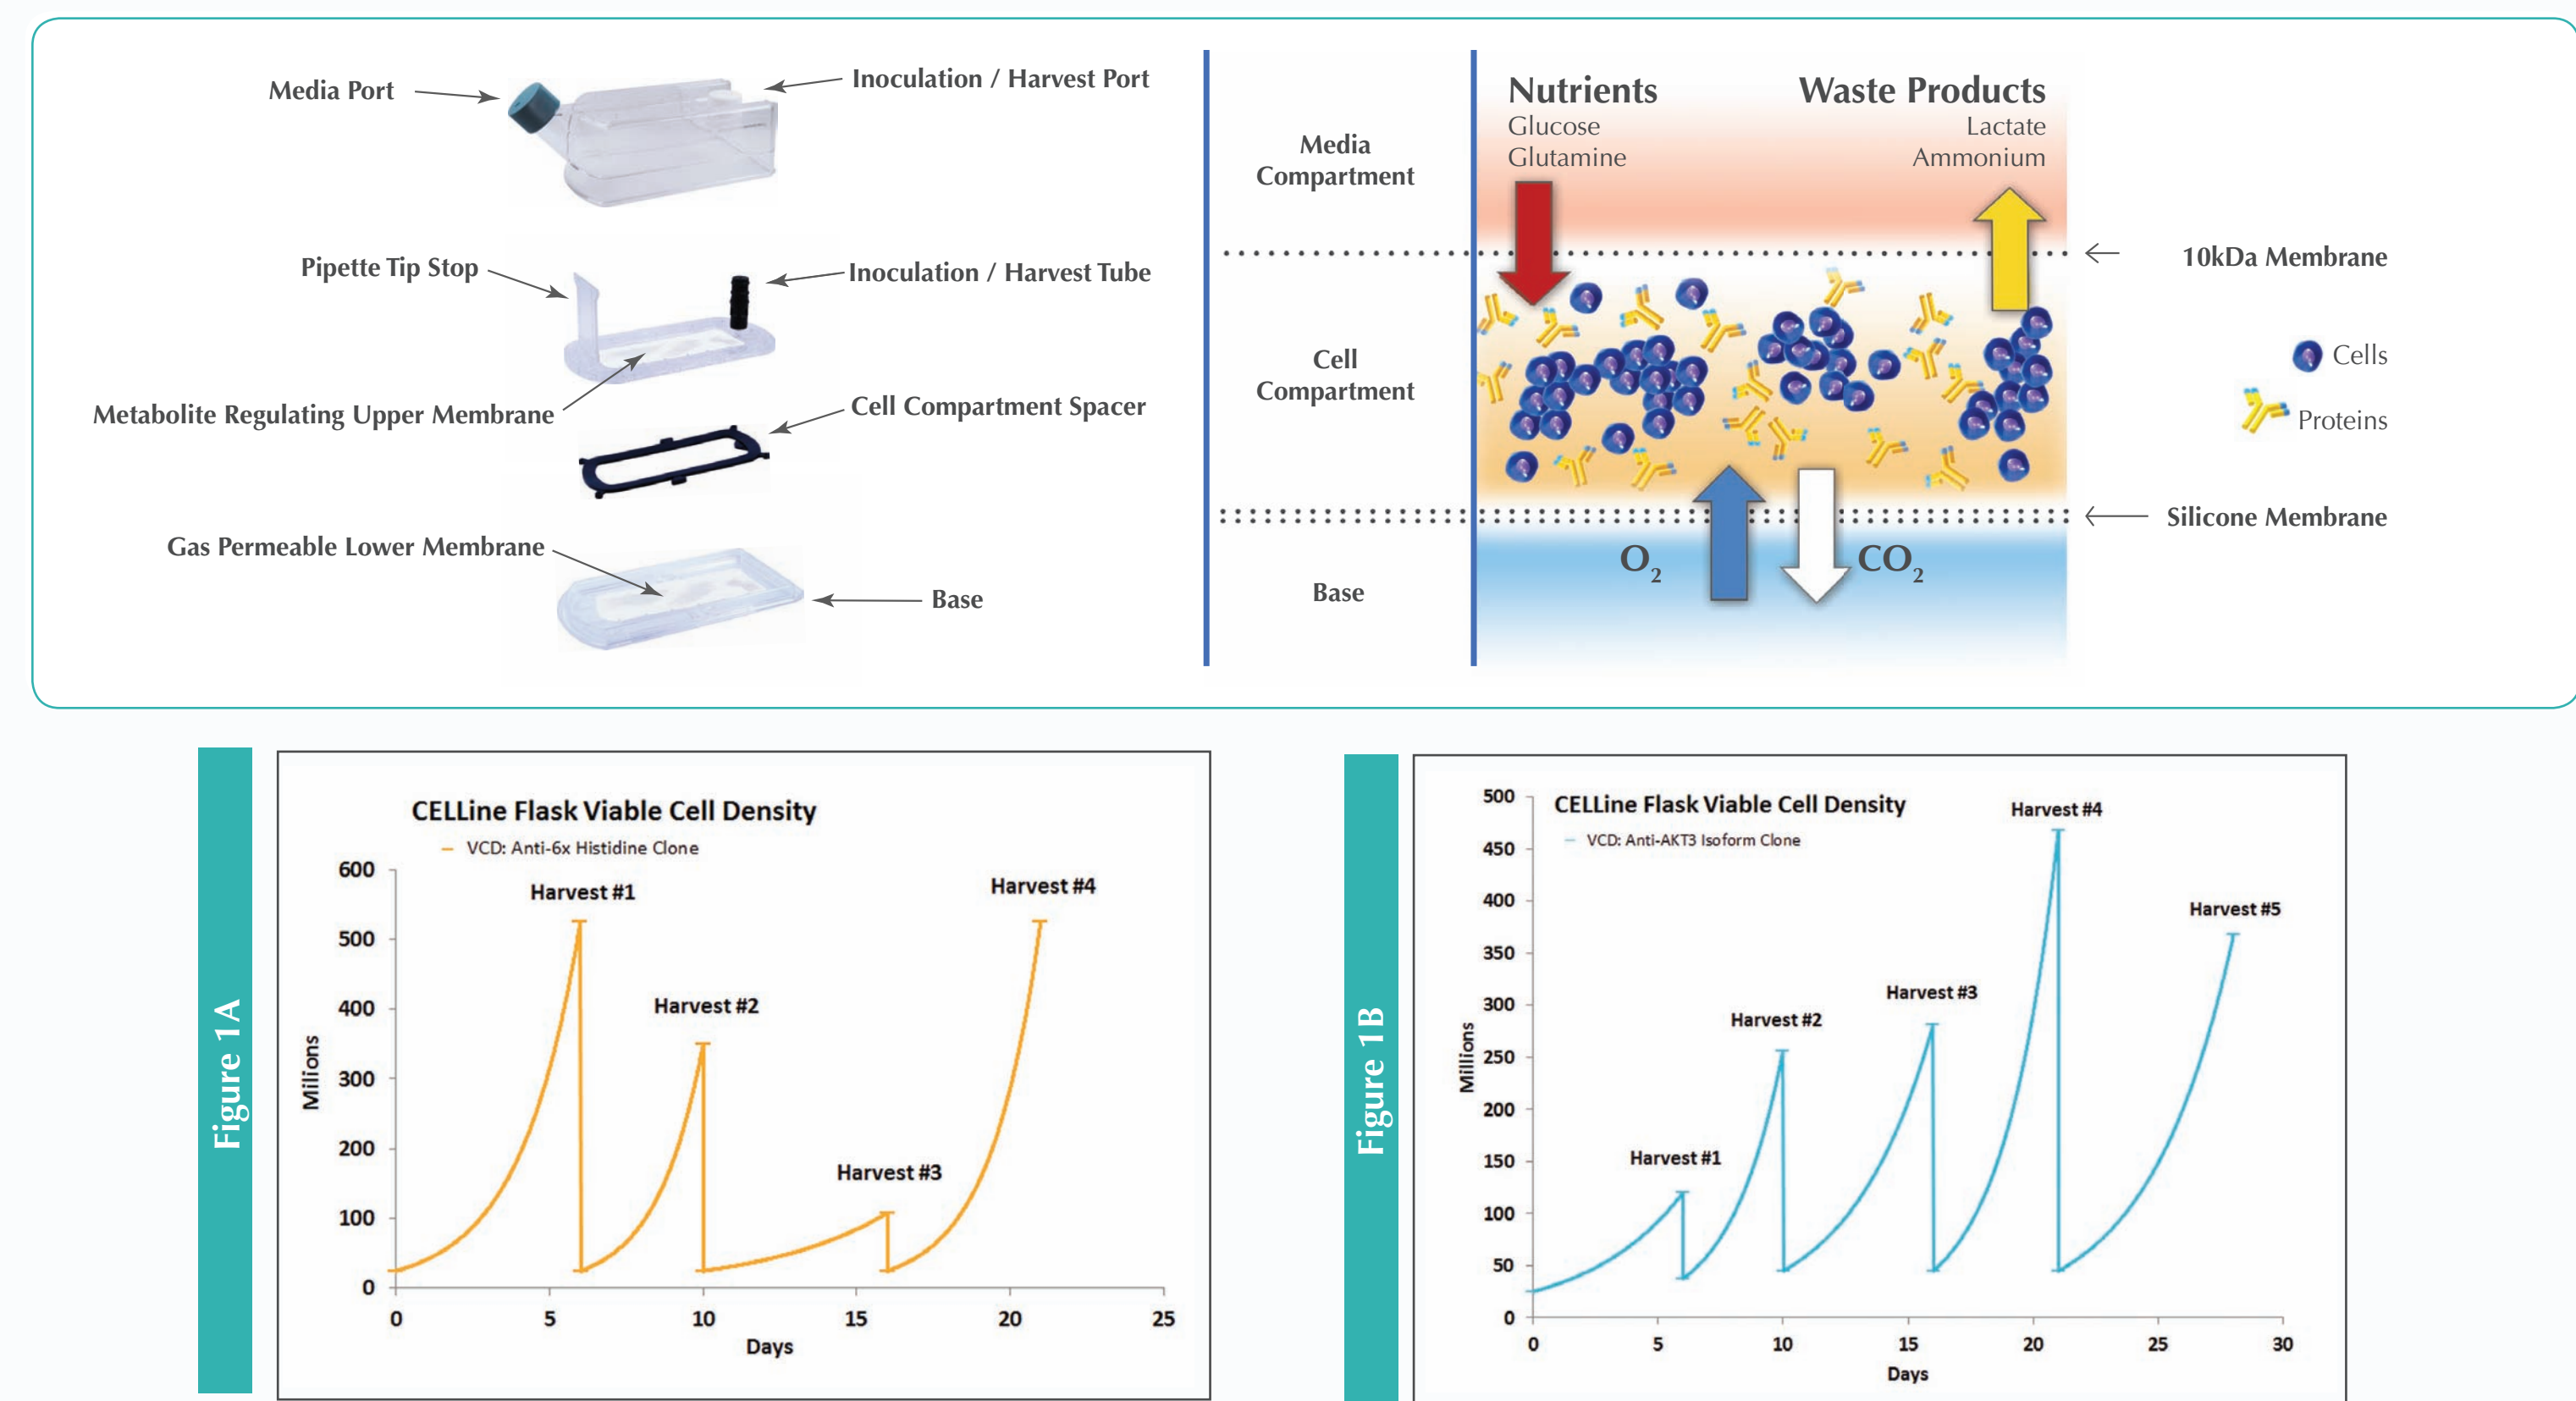 Media Port
Inoculation / Harvest Port
Pipette Tip Stop
Inoculation / Harvest Tube
Metabolite Regulating Upper Membrane
Cell Compartment Spacer
Gas Permeable Lower Membrane
Base
Media
Compartment
Cell
Compartment
Base
Nutrients
Glucose
Glutamine
Waste Products
Lactate
Ammonium
10kDa Membrane
Cells
Proteins
Silicone Membrane
O2
CO2
Figure 1A
CELLine Flask Viable Cell Density
VCD: Anti-6x Histidine Clone
600
500
400
300
200
100
0
Milions
Harvest #1
Harvest #2
Harvest #3
Harvest #4
0 5 10 15 20 25
Days
Figure 1B
CELLine Flask Viable Cell Density
VCD: Anti-AKT3 Isoform Clone
500
450
400
350
300
250
200
150
100
50
0
Millions
Harvest #1
Harvest #2
Harvest #3
Harvest #4
Harvest #5
0 5 10 15 20 25 30
Days